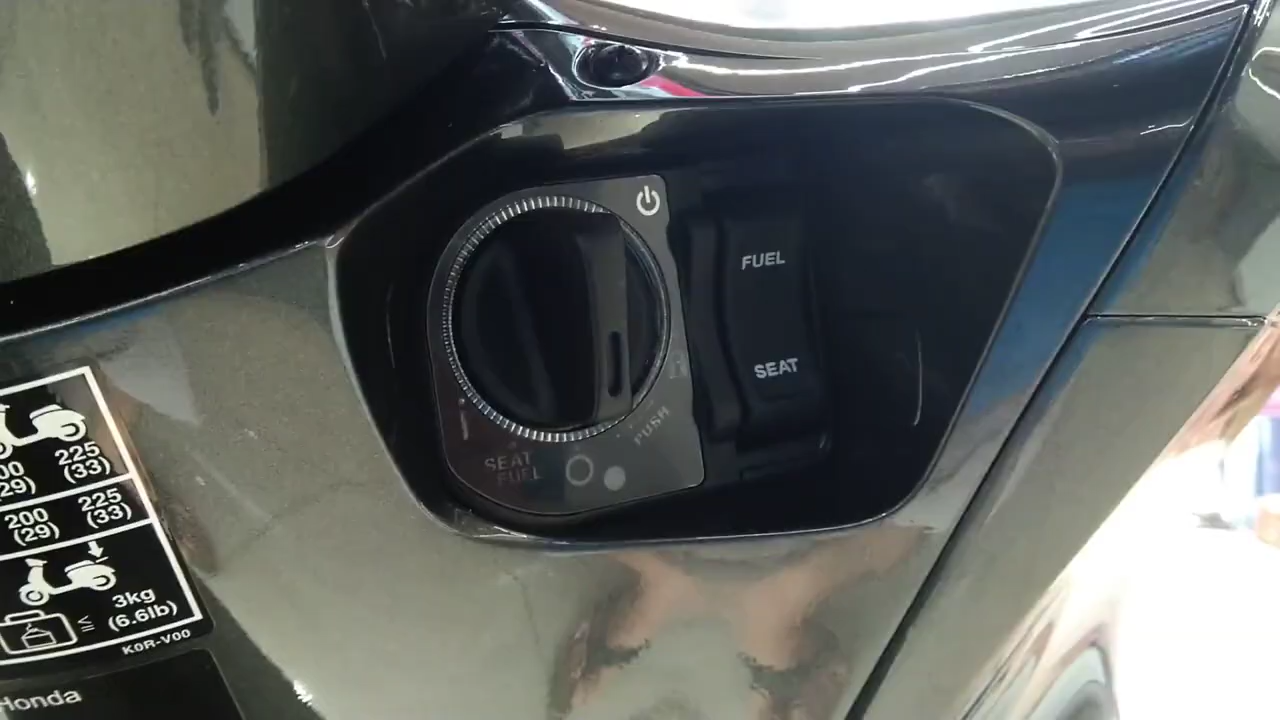 FUEL
SEAT
PUSH
SEAT
FUEL
225
(33)
200
(29)
225
(33)
3kg
≤ (6.6lb)
K0R-V00
Honda